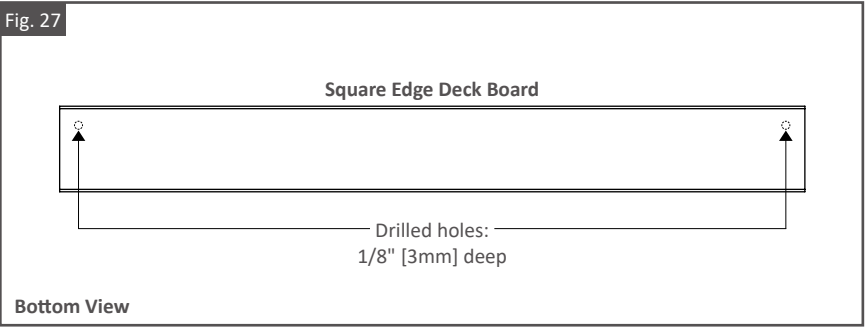 Fig. 27
Square Edge Deck Board
Drilled holes:
1/8" [3mm] deep
Bottom View